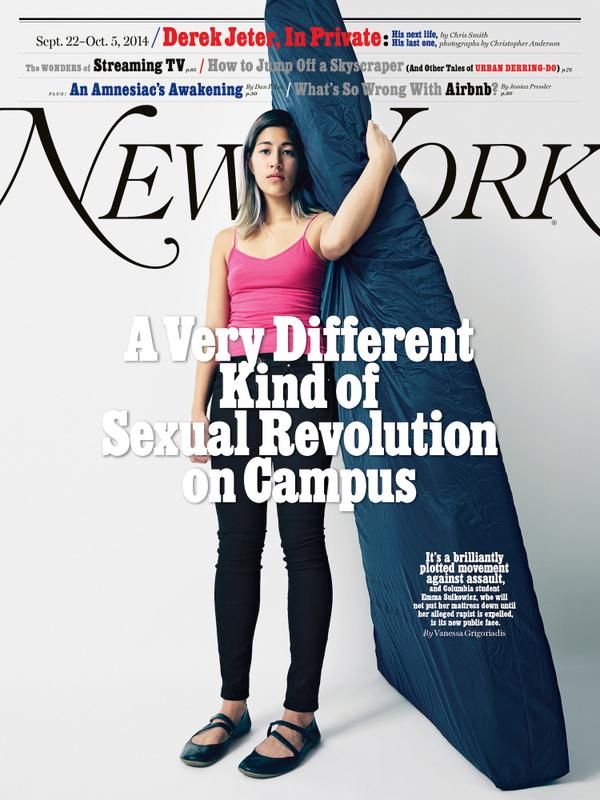 Sept. 22–Oct. 5, 2014 / Derek Jeter, In Private: His next life, by Chris Smith
His last one, photographs by Christopher Anderson
The WONDERS of Streaming TV p.85 / How to Jump Off a Skyscraper (And Other Tales of URBAN DERRING-DO) p.72
PLUS: An Amnesiac's Awakening By Dan P. p.50 / What's So Wrong With Airbnb? By Jessica Pressler p.30
NEW YORK
®
A Very Different
Kind of
Sexual Revolution
on Campus
It's a brilliantly
plotted movement
against assault,
and Columbia student
Emma Sulkowicz, who will
not put her mattress down until
her alleged rapist is expelled,
is its new public face.
By Vanessa Grigoriadis